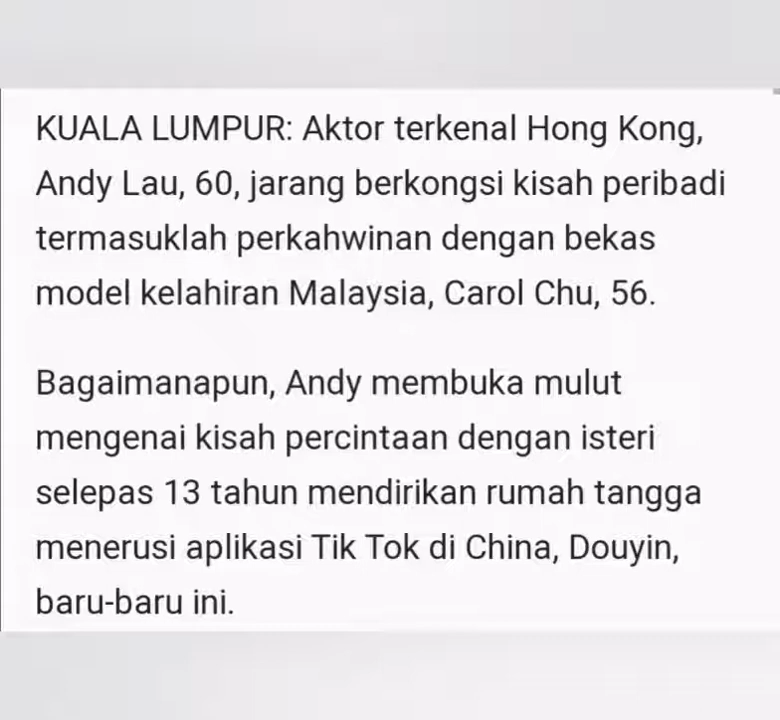 KUALA LUMPUR: Aktor terkenal Hong Kong,
Andy Lau, 60, jarang berkongsi kisah peribadi
termasuklah perkahwinan dengan bekas
model kelahiran Malaysia, Carol Chu, 56.
Bagaimanapun, Andy membuka mulut
mengenai kisah percintaan dengan isteri
selepas 13 tahun mendirikan rumah tangga
menerusi aplikasi Tik Tok di China, Douyin,
baru-baru ini.